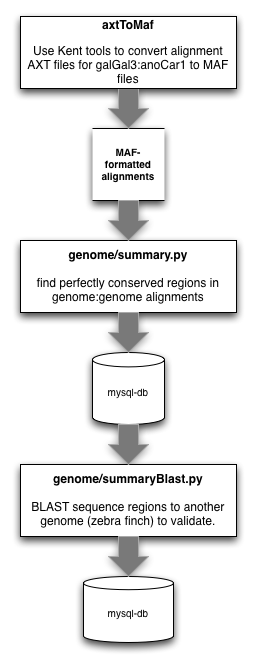 axtToMaf
Use Kent tools to convert alignment
AXT files for galGal3:anoCar1 to MAF
files
MAF-
formatted
alignments
genome/summary.py
find perfectly conserved regions in
genome:genome alignments
mysql-db
genome/summaryBlast.py
BLAST sequence regions to another
genome (zebra finch) to validate.
mysql-db